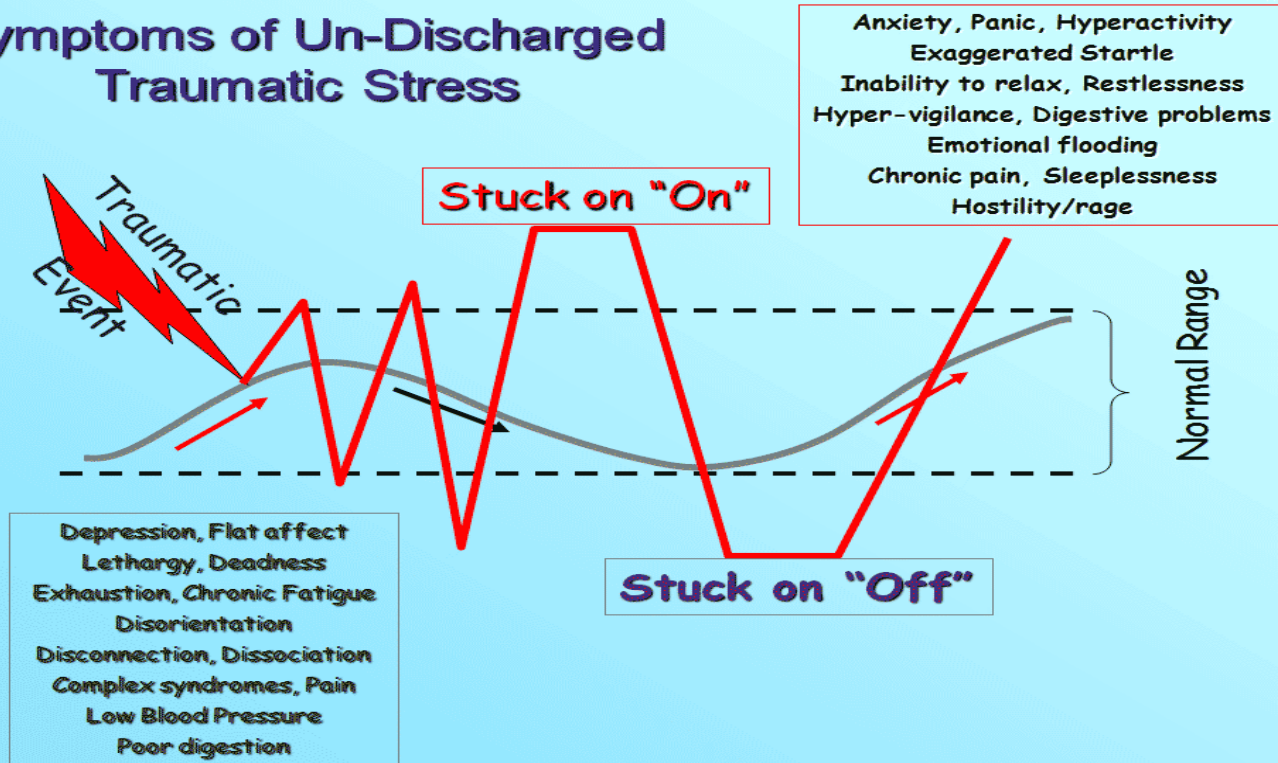 ymptoms of Un-Discharged
Traumatic Stress
Anxiety, Panic, Hyperactivity
Exaggerated Startle
Inability to relax, Restlessness
Hyper-vigilance, Digestive problems
Emotional flooding
Chronic pain, Sleeplessness
Hostility/rage
Traumatic
Event
Stuck on “On”
Normal Range
Stuck on “Off”
Depression, Flat affect
Lethargy, Deadness
Exhaustion, Chronic Fatigue
Disorientation
Disconnection, Dissociation
Complex syndromes, Pain
Low Blood Pressure
Poor digestion